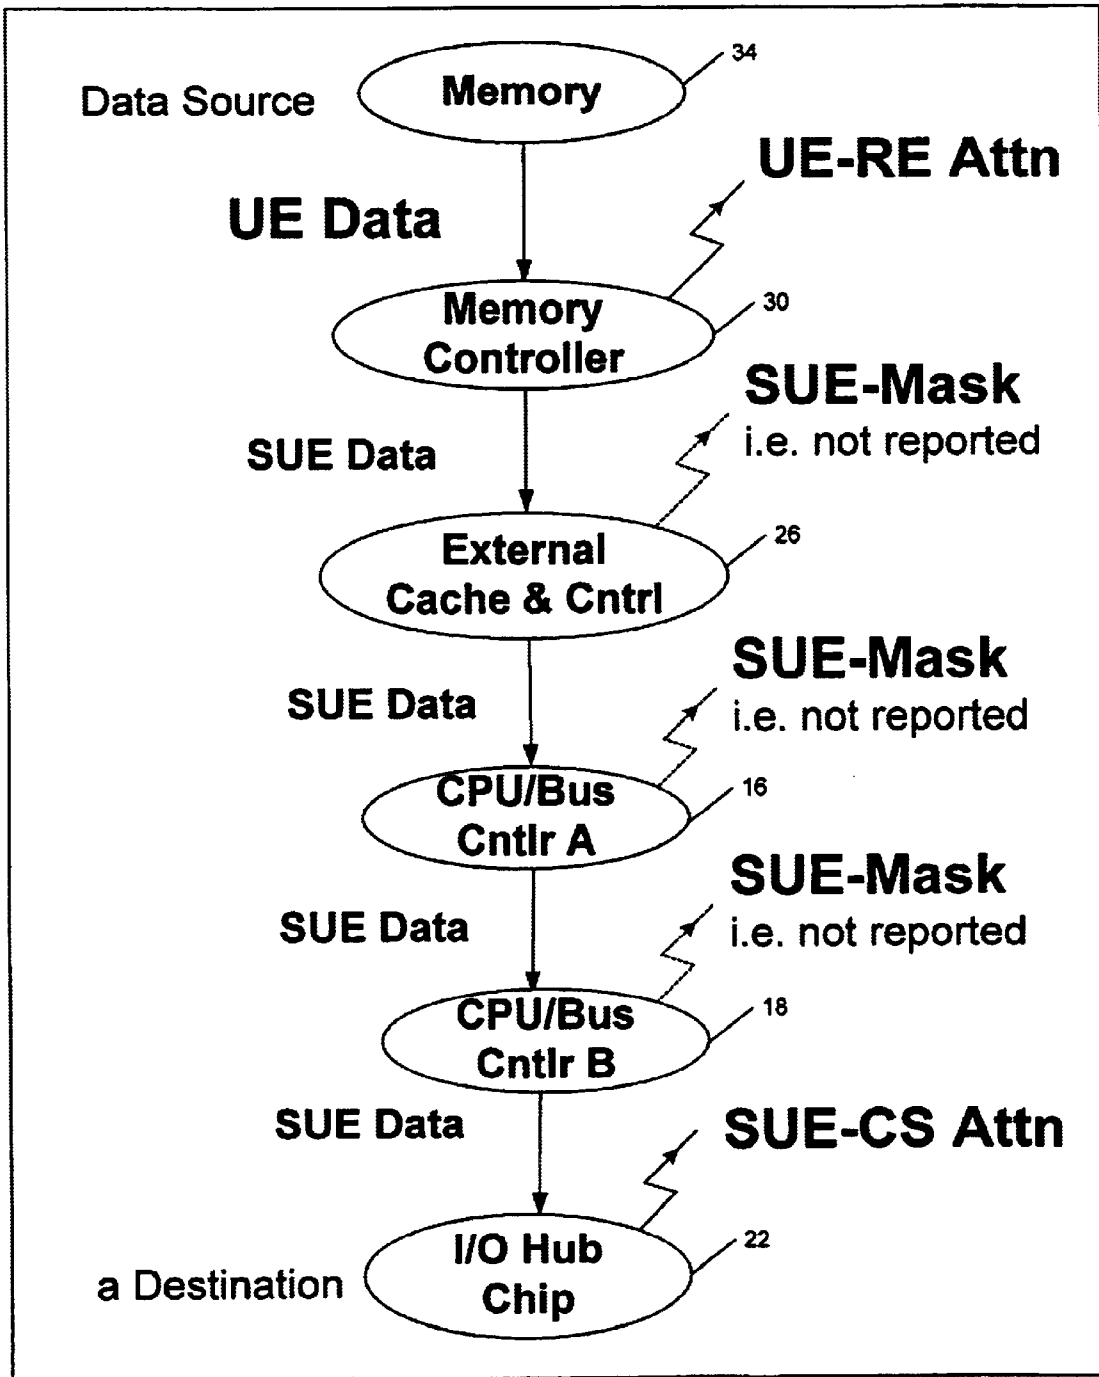 34
Data Source
Memory
UE-RE Attn
UE Data
Memory
Controller
30
SUE-Mask
i.e. not reported
SUE Data
External
Cache & Cntrl
26
SUE-Mask
i.e. not reported
SUE Data
CPU/Bus
Cntlr A
16
SUE-Mask
i.e. not reported
SUE Data
CPU/Bus
Cntlr B
18
SUE Data
SUE-CS Attn
I/O Hub
Chip
22
a Destination